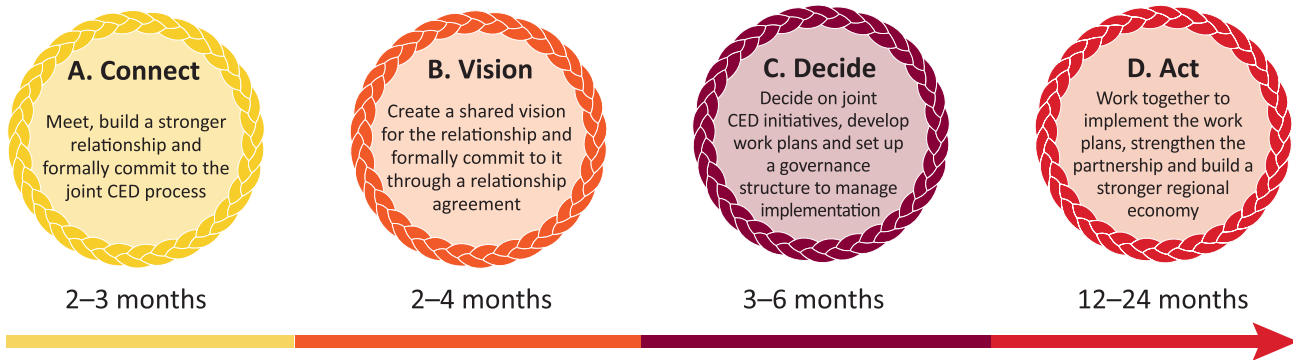 A. Connect
Meet, build a stronger
relationship and
formally commit to the
joint CED process
2–3 months
B. Vision
Create a shared vision
for the relationship and
formally commit to it
through a relationship
agreement
2–4 months
C. Decide
Decide on joint
CED initiatives, develop
work plans and set up
a governance
structure to manage
implementation
3–6 months
D. Act
Work together to
implement the work
plans, strengthen the
partnership and build a
stronger regional
economy
12–24 months